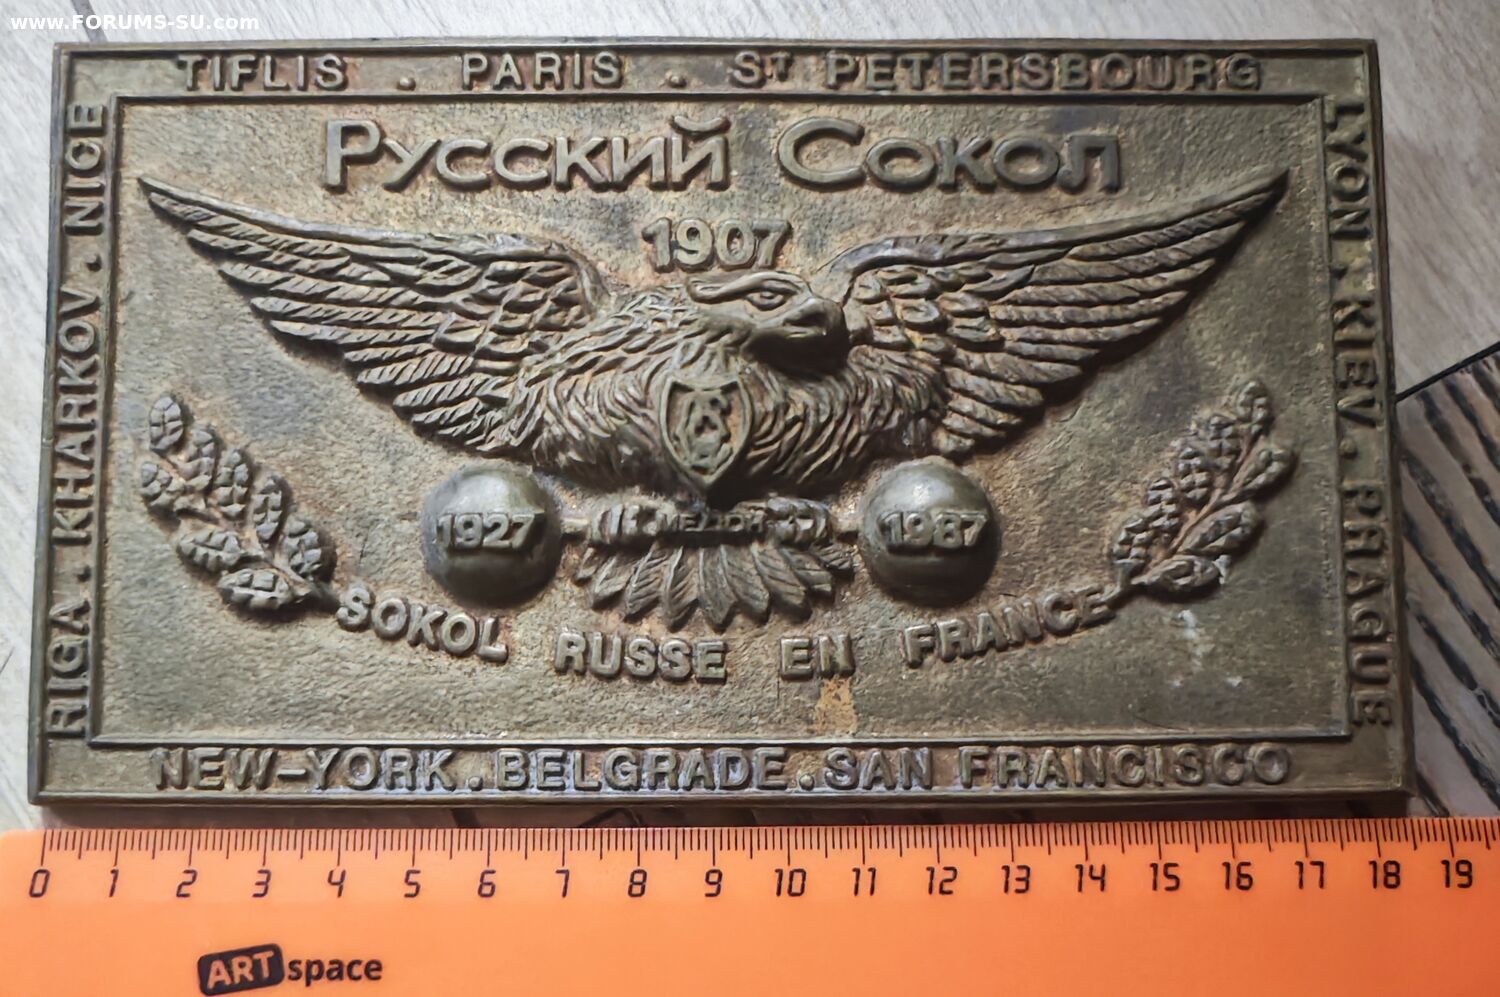 www.FORUMS-SU.com
TIFLIS . PARIS . ST PETERSBOURG
RIGA . KHARKOV . NICE
LYON . KIEV . PRAGUE
Русский Сокол
1907
1927
1987
SOKOL RUSSE EN FRANCE
NEW-YORK . BELGRADE . SAN FRANCISCO
0 1 2 3 4 5 6 7 8 9 10 11 12 13 14 15 16 17 18 19
ARTspace